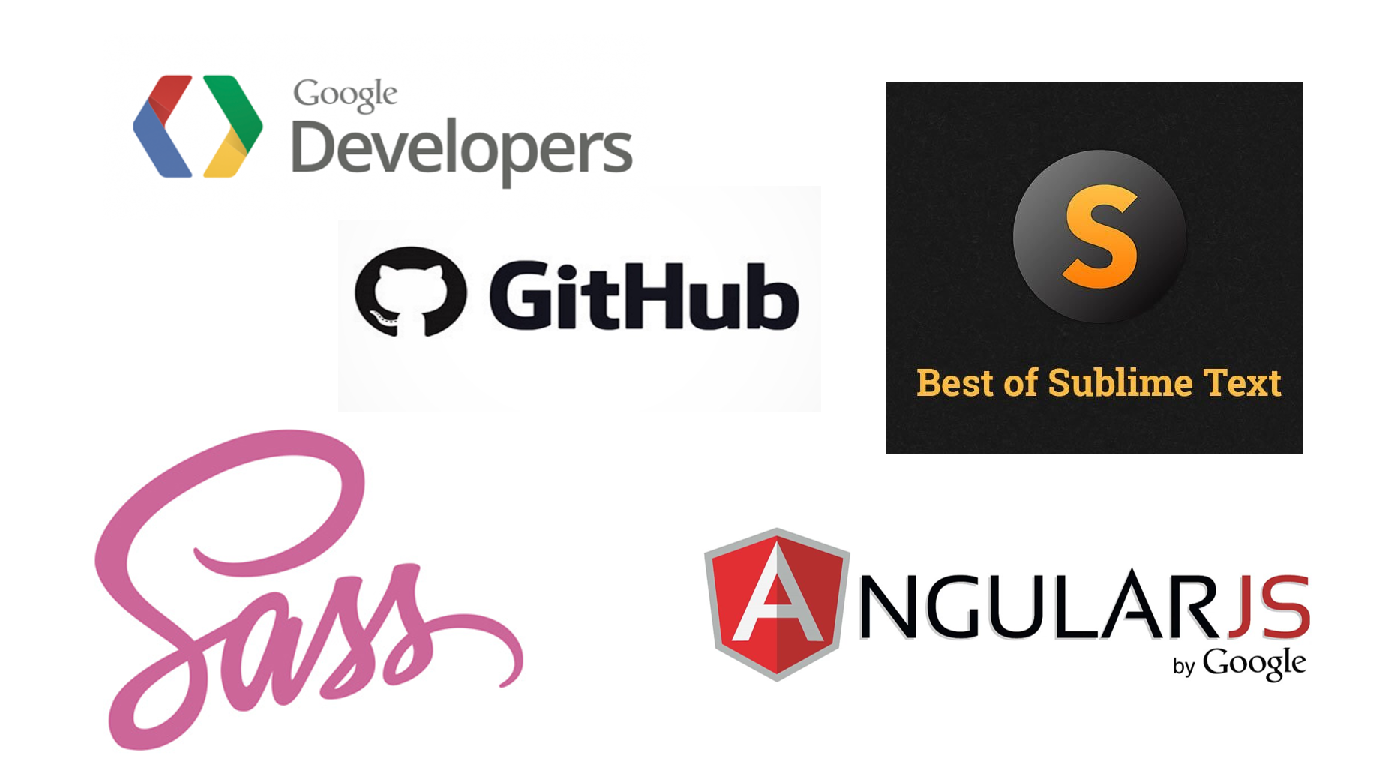 Google
Developers
GitHub
S
Best of Sublime Text
Sass
ANGULARJS
by Google